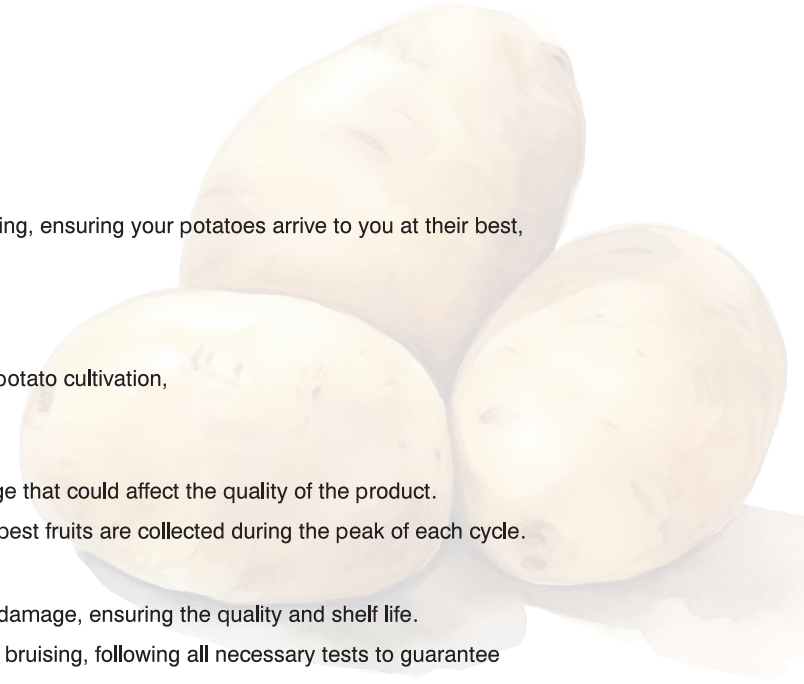 ing, ensuring your potatoes arrive to you at their best,
potato cultivation,
ge that could affect the quality of the product.
best fruits are collected during the peak of each cycle.
damage, ensuring the quality and shelf life.
bruising, following all necessary tests to guarantee